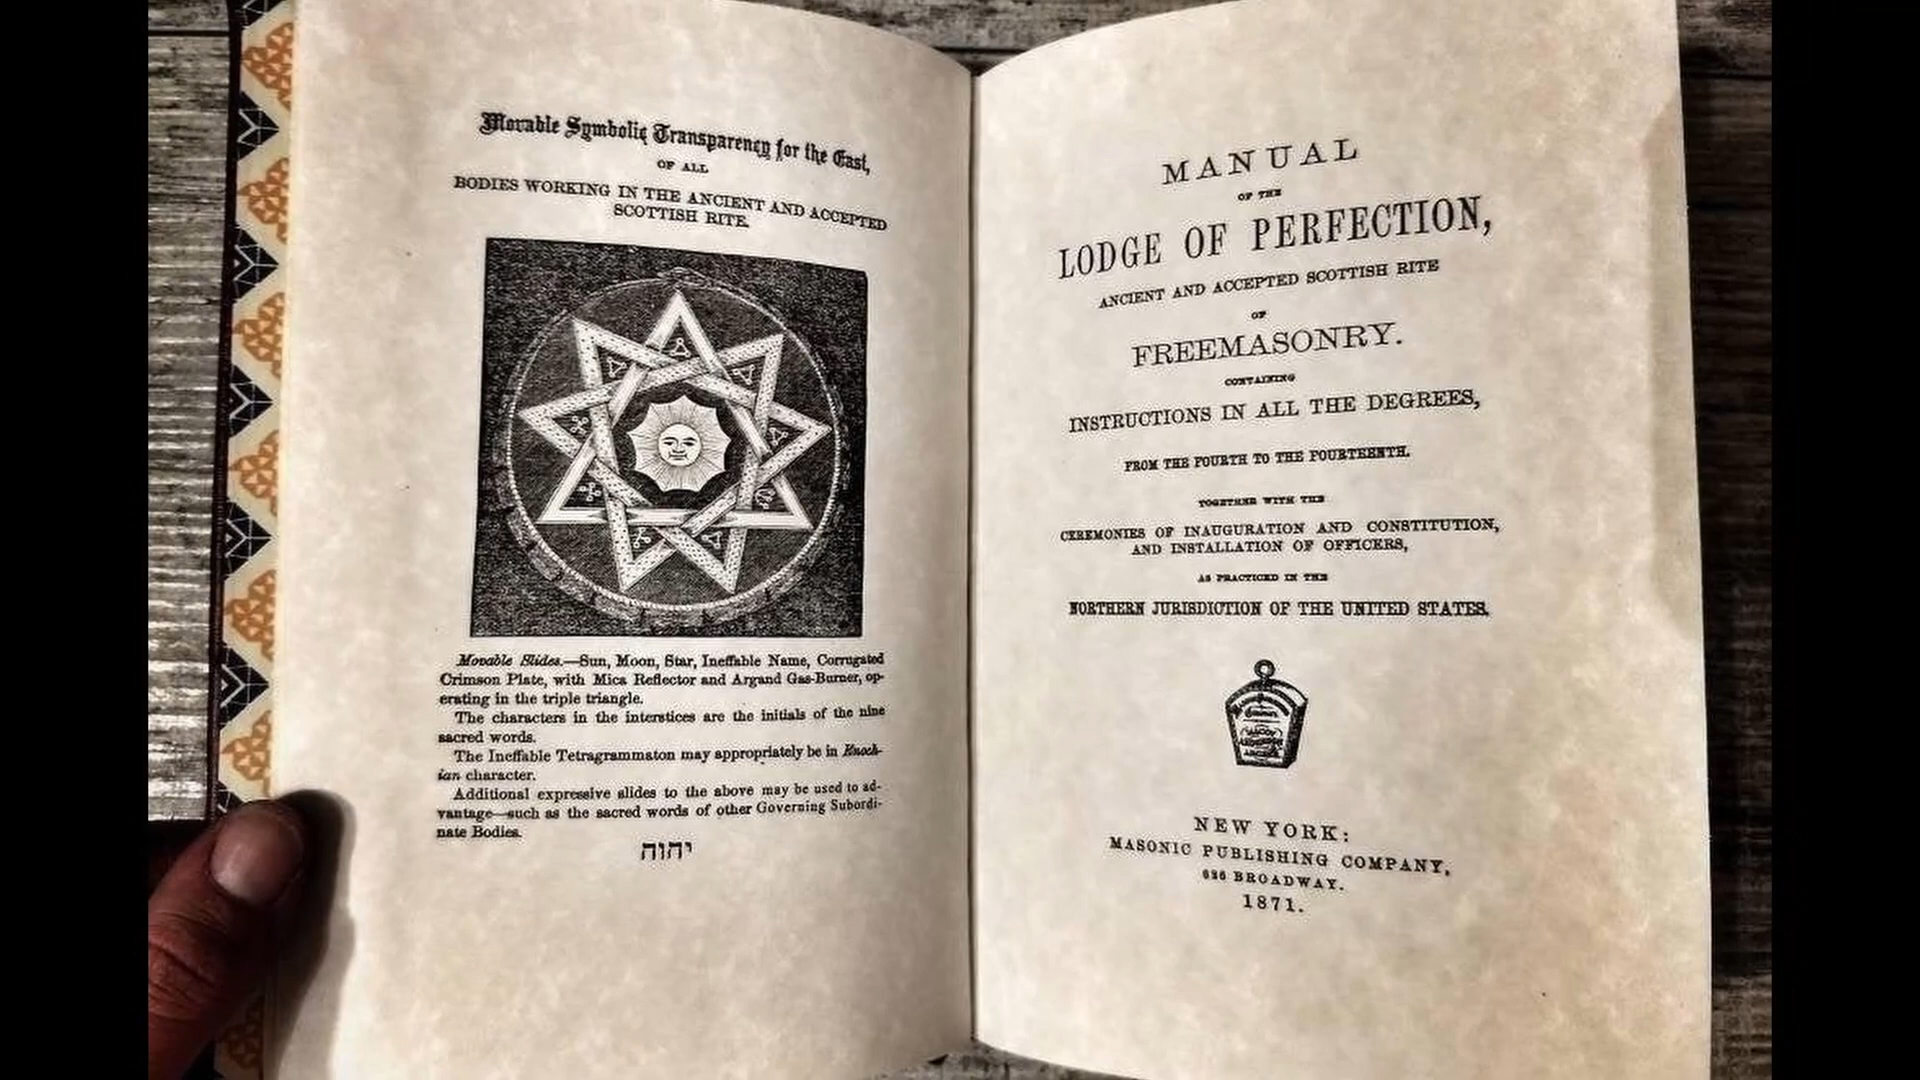 Movable Symbolic Transparency for the East,
OF ALL
BODIES WORKING IN THE ANCIENT AND ACCEPTED
SCOTTISH RITE.
Movable Slides.—Sun, Moon, Star, Ineffable Name, Corrugated
Crimson Plate, with Mica Reflector and Argand Gas-Burner, op-
erating in the triple triangle.
The characters in the interstices are the initials of the nine
sacred words.
The Ineffable Tetragrammaton may appropriately be in Enoch-
ian character.
Additional expressive slides to the above may be used to ad-
vantage—such as the sacred words of other Governing Subordi-
nate Bodies.
יהוה
MANUAL
OF THE
LODGE OF PERFECTION,
ANCIENT AND ACCEPTED SCOTTISH RITE
OF
FREEMASONRY.
CONTAINING
INSTRUCTIONS IN ALL THE DEGREES,
FROM THE FOURTH TO THE FOURTEENTH.
TOGETHER WITH THE
CEREMONIES OF INAUGURATION AND CONSTITUTION,
AND INSTALLATION OF OFFICERS,
AS PRACTICED IN THE
NORTHERN JURISDICTION OF THE UNITED STATES.
NEW YORK:
MASONIC PUBLISHING COMPANY,
626 BROADWAY.
1871.